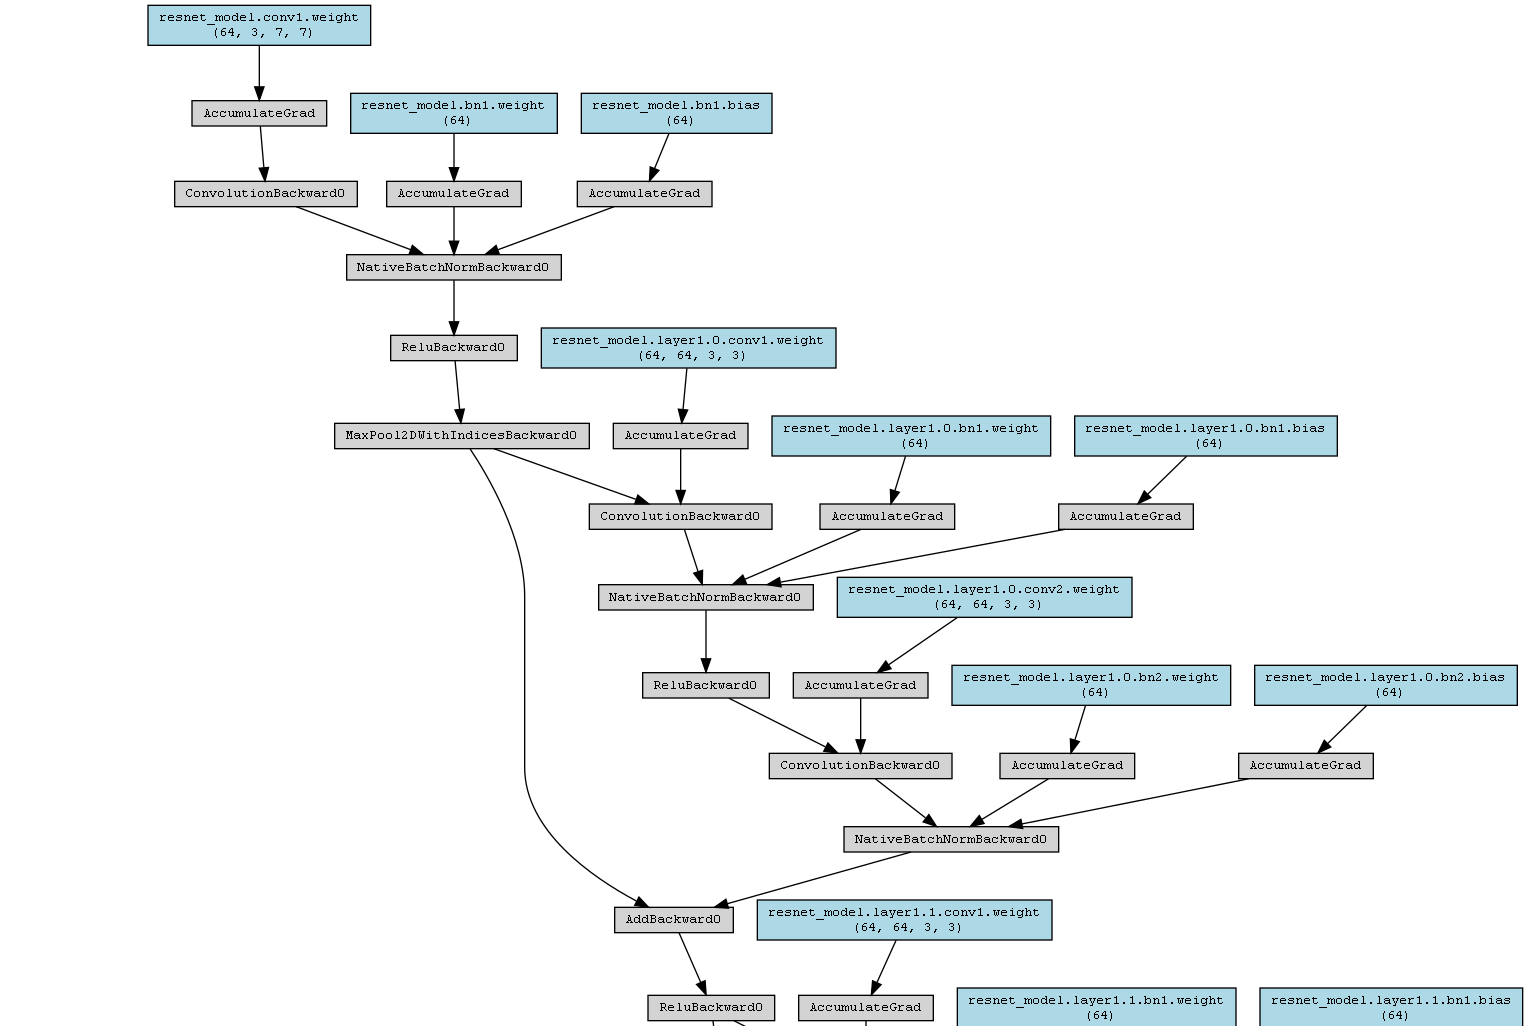 resnet_model.conv1.weight
(64, 3, 7, 7)
AccumulateGrad
resnet_model.bn1.weight
(64)
resnet_model.bn1.bias
(64)
ConvolutionBackward0
AccumulateGrad
AccumulateGrad
NativeBatchNormBackward0
ReluBackward0
resnet_model.layer1.0.conv1.weight
(64, 64, 3, 3)
MaxPool2DWithIndicesBackward0
AccumulateGrad
resnet_model.layer1.0.bn1.weight
(64)
resnet_model.layer1.0.bn1.bias
(64)
ConvolutionBackward0
AccumulateGrad
AccumulateGrad
NativeBatchNormBackward0
resnet_model.layer1.0.conv2.weight
(64, 64, 3, 3)
ReluBackward0
AccumulateGrad
resnet_model.layer1.0.bn2.weight
(64)
resnet_model.layer1.0.bn2.bias
(64)
ConvolutionBackward0
AccumulateGrad
AccumulateGrad
NativeBatchNormBackward0
AddBackward0
resnet_model.layer1.1.conv1.weight
(64, 64, 3, 3)
ReluBackward0
AccumulateGrad
resnet_model.layer1.1.bn1.weight
(64)
resnet_model.layer1.1.bn1.bias
(64)